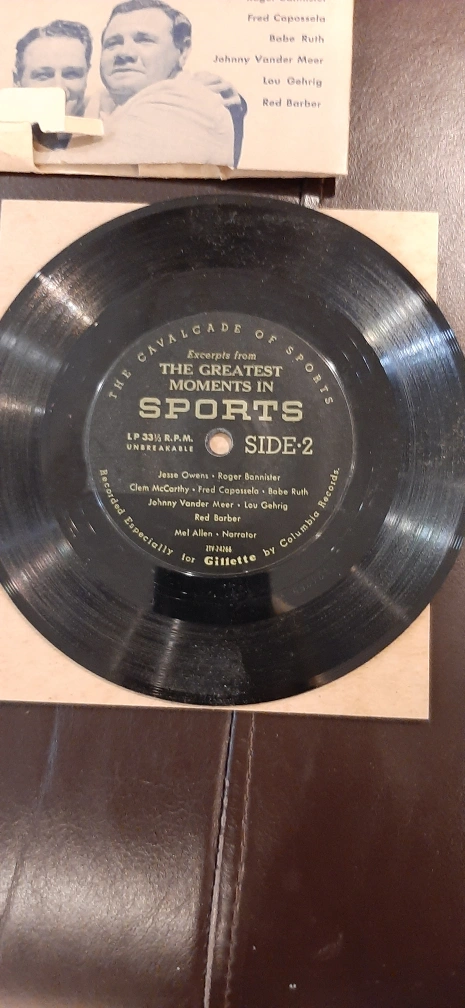 Fred Capossela
Babe Ruth
Johnny Vander Meer
Lou Gehrig
Red Barber
THE CAVALCADE OF SPORTS
Excerpts from
THE GREATEST
MOMENTS IN
SPORTS
LP 33⅓ R.P.M.
UNBREAKABLE
SIDE·2
Jesse Owens • Roger Bannister
Clem McCarthy • Fred Capossela • Babe Ruth
Johnny Vander Meer • Lou Gehrig
Red Barber
Mel Allen • Narrator
Recorded Especially for Gillette by Columbia Records.